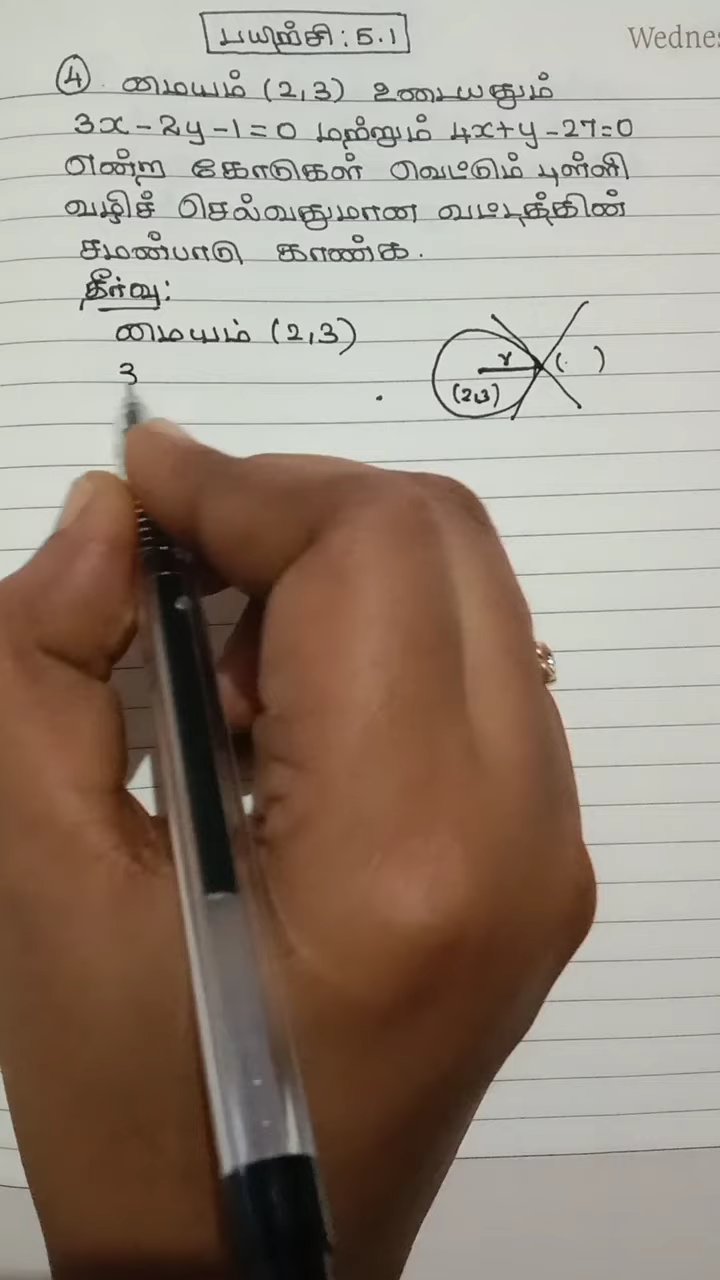 பயிற்சி : 5.1
Wednes
④. மையம் (2,3) உடையதும்
3x - 2y - 1 = 0 மற்றும் 4x + y - 27 = 0
என்ற கோடுகள் வெட்டும் புள்ளி
வழிச் செல்வதுமான வட்டத்தின்
சமன்பாடு காண்க.
தீர்வு:
மையம் (2,3)
3
r
( . )
(2,3)